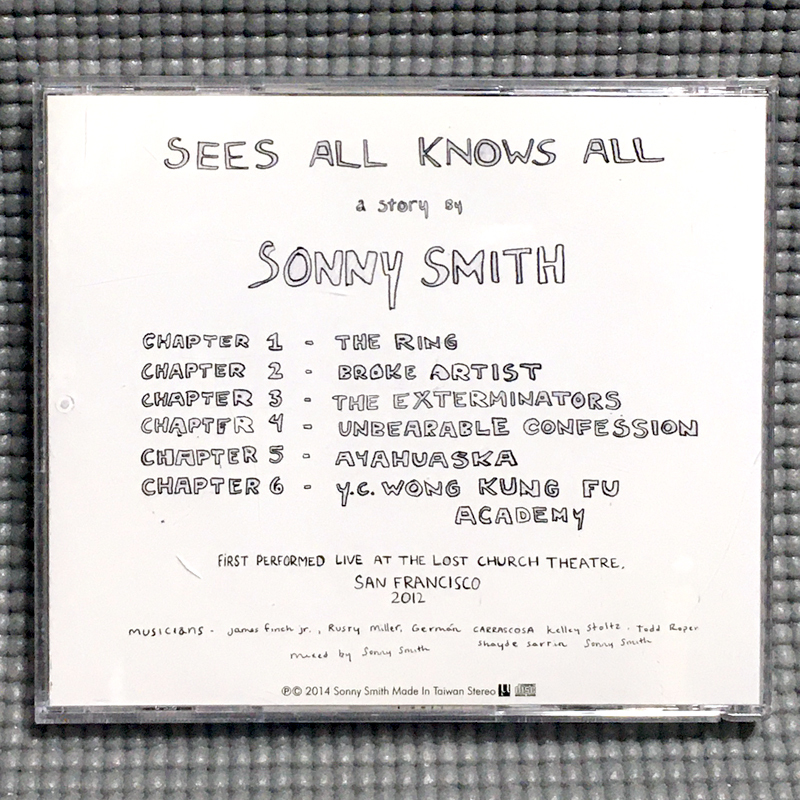 SEES ALL KNOWS ALL
a story by
SONNY SMITH
CHAPTER 1 - THE RING
CHAPTER 2 - BROKE ARTIST
CHAPTER 3 - THE EXTERMINATORS
CHAPTER 4 - UNBEARABLE CONFESSION
CHAPTER 5 - AYAHUASKA
CHAPTER 6 - Y.C. WONG KUNG FU
ACADEMY
FIRST PERFORMED LIVE AT THE LOST CHURCH THEATRE,
SAN FRANCISCO
2012
MUSICIANS - James Finch jr., Rusty Miller, Germán CARRASCOSA Kelley Stoltz . Todd Roper
shayde sartin Sonny Smith
mixed by Sonny Smith
℗© 2014 Sonny Smith Made In Taiwan Stereo